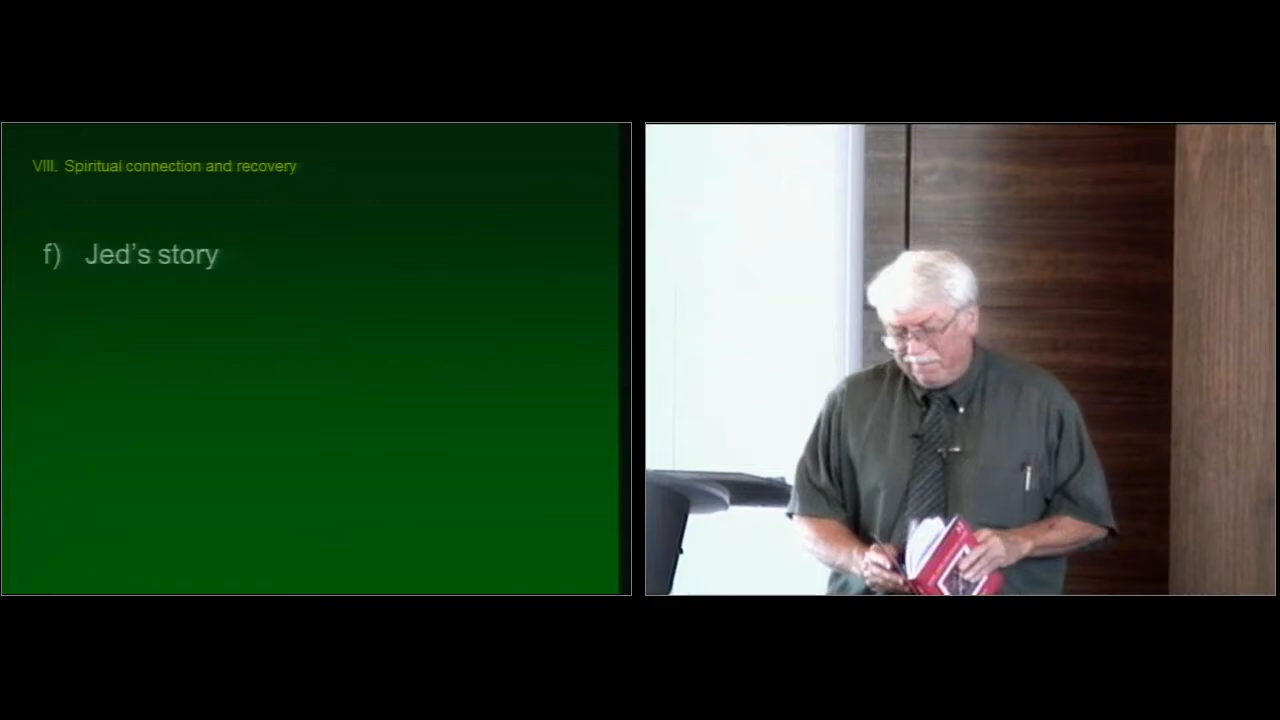 VIII. Spiritual connection and recovery
f) Jed’s story